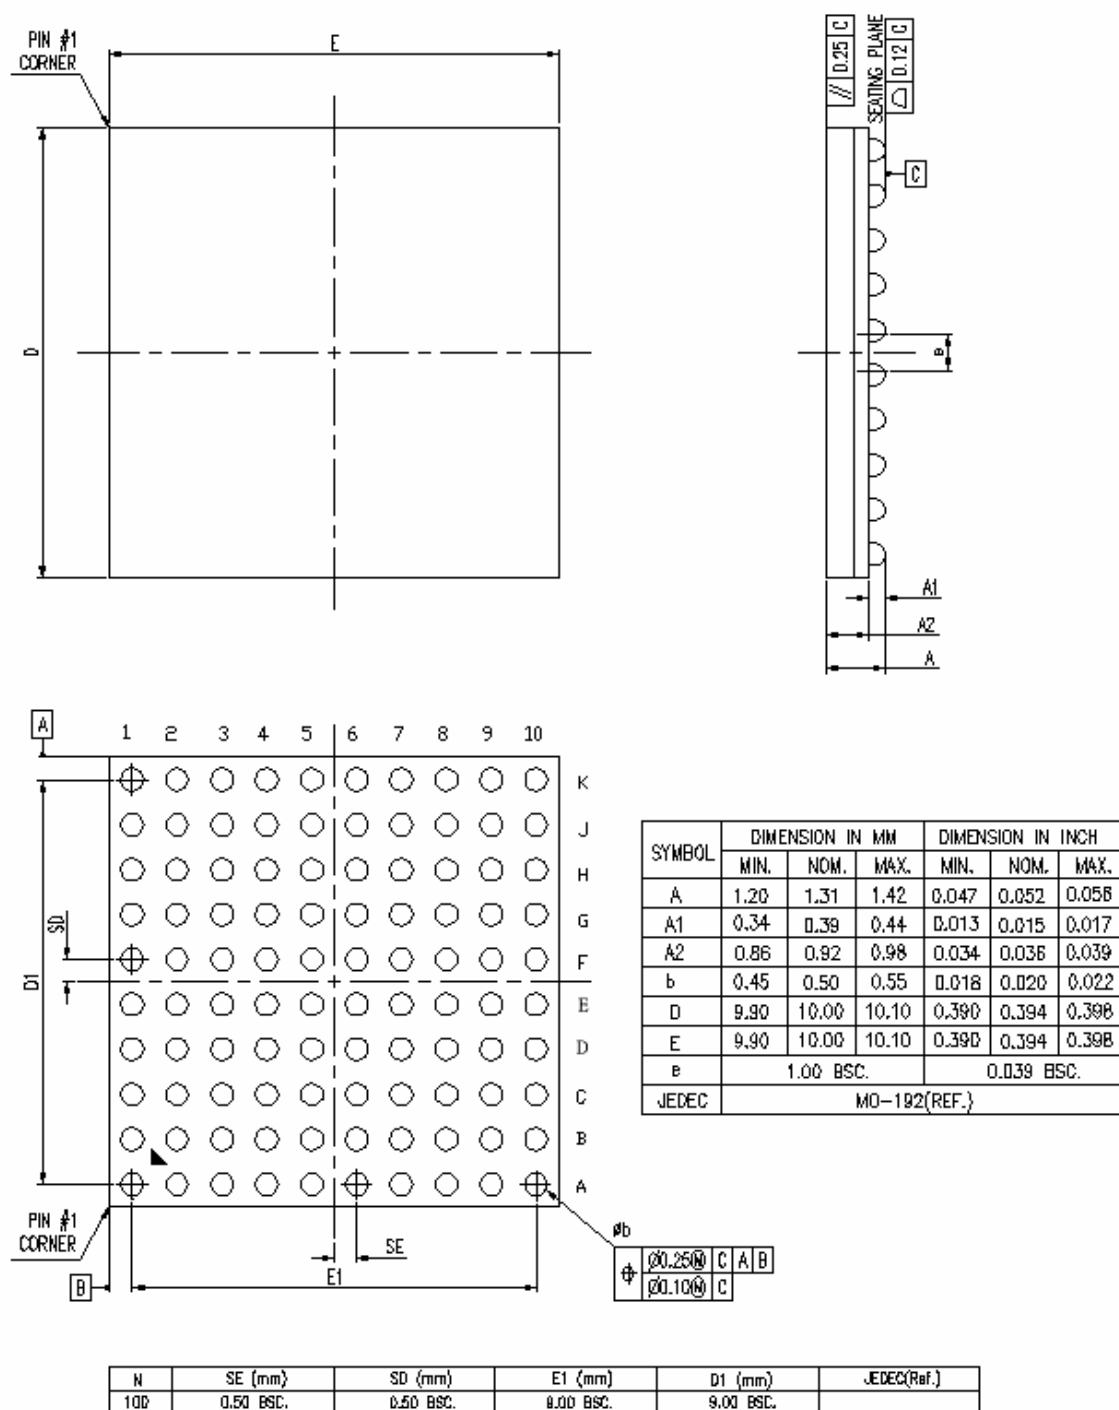 PIN #1
CORNER
E
// 0.25 C
SEATING PLANE
0.12 C
C
D
e
A1
A2
A
A
1 2 3 4 5 6 7 8 9 10
K
J
H
G
SD
F
D1
E
D
C
B
A
PIN #1
CORNER
SE
E1
B
Øb
Ø0.25Ⓜ C A B
Ø0.10Ⓜ C
SYMBOL DIMENSION IN MM DIMENSION IN INCH
MIN. NOM. MAX. MIN. NOM. MAX.
A 1.20 1.31 1.42 0.047 0.052 0.056
A1 0.34 0.39 0.44 0.013 0.015 0.017
A2 0.86 0.92 0.98 0.034 0.036 0.039
b 0.45 0.50 0.55 0.018 0.020 0.022
D 9.90 10.00 10.10 0.390 0.394 0.398
E 9.90 10.00 10.10 0.390 0.394 0.398
e 1.00 BSC. 0.039 BSC.
JEDEC MO-192(REF.)
N SE (mm) SD (mm) E1 (mm) D1 (mm) JEDEC(Ref.)
100 0.50 BSC. 0.50 BSC. 9.00 BSC. 9.00 BSC.